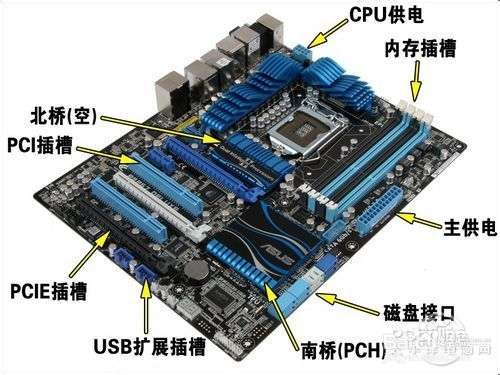 CPU供电
内存插槽
北桥(空)
PCI插槽
主供电
PCIE插槽
磁盘接口
USB扩展插槽
南桥(PCH)
ASUS